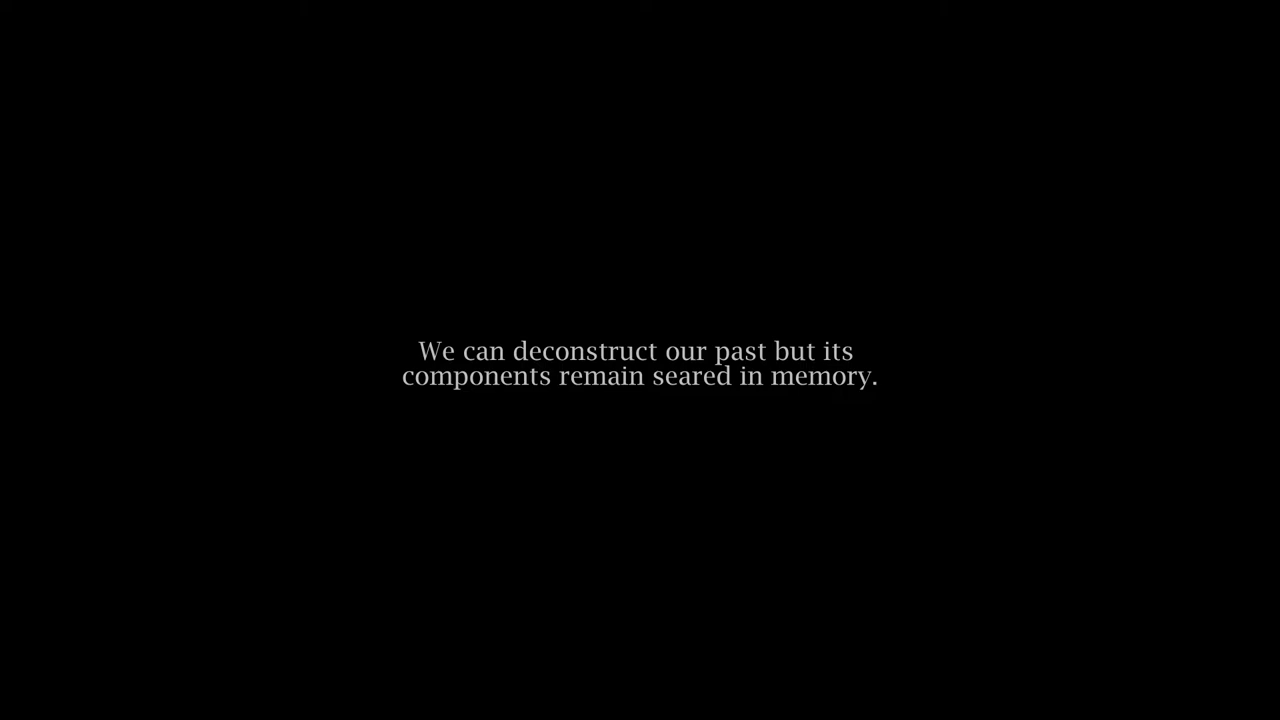 We can deconstruct our past but its
components remain seared in memory.